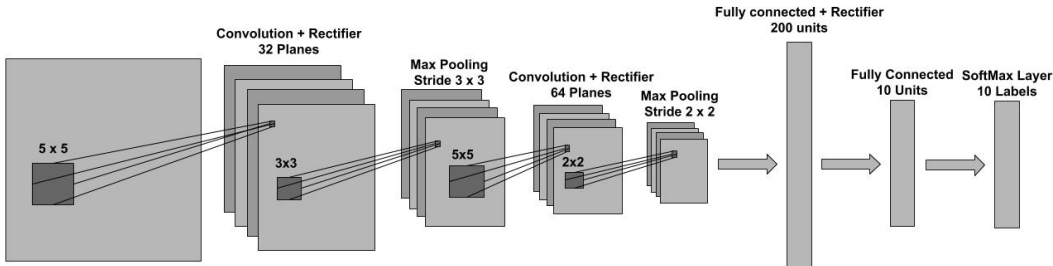 5 x 5
Convolution + Rectifier
32 Planes
3x3
Max Pooling
Stride 3 x 3
5x5
Convolution + Rectifier
64 Planes
2x2
Max Pooling
Stride 2 x 2
Fully connected + Rectifier
200 units
Fully Connected
10 Units
SoftMax Layer
10 Labels